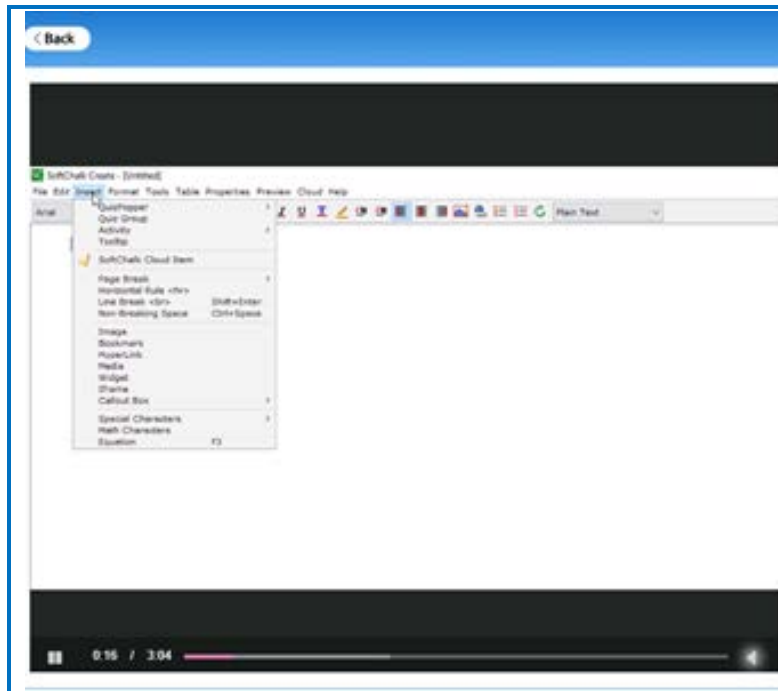 < Back
SoftChalk Create - [Untitled]
File Edit Insert Format Tools Table Properties Preview Cloud Help
Arial
I U T
Main Text
QuizPopper
Quiz Group
Activity
Tooltip
SoftChalk Cloud Item
Page Break
Horizontal Rule <hr>
Line Break <br> Shift+Enter
Non-Breaking Space Ctrl+Space
Image
Bookmark
HyperLink
Media
Widget
IFrame
Callout Box
Special Characters
Math Characters
Equation F3
0:16 / 3:04